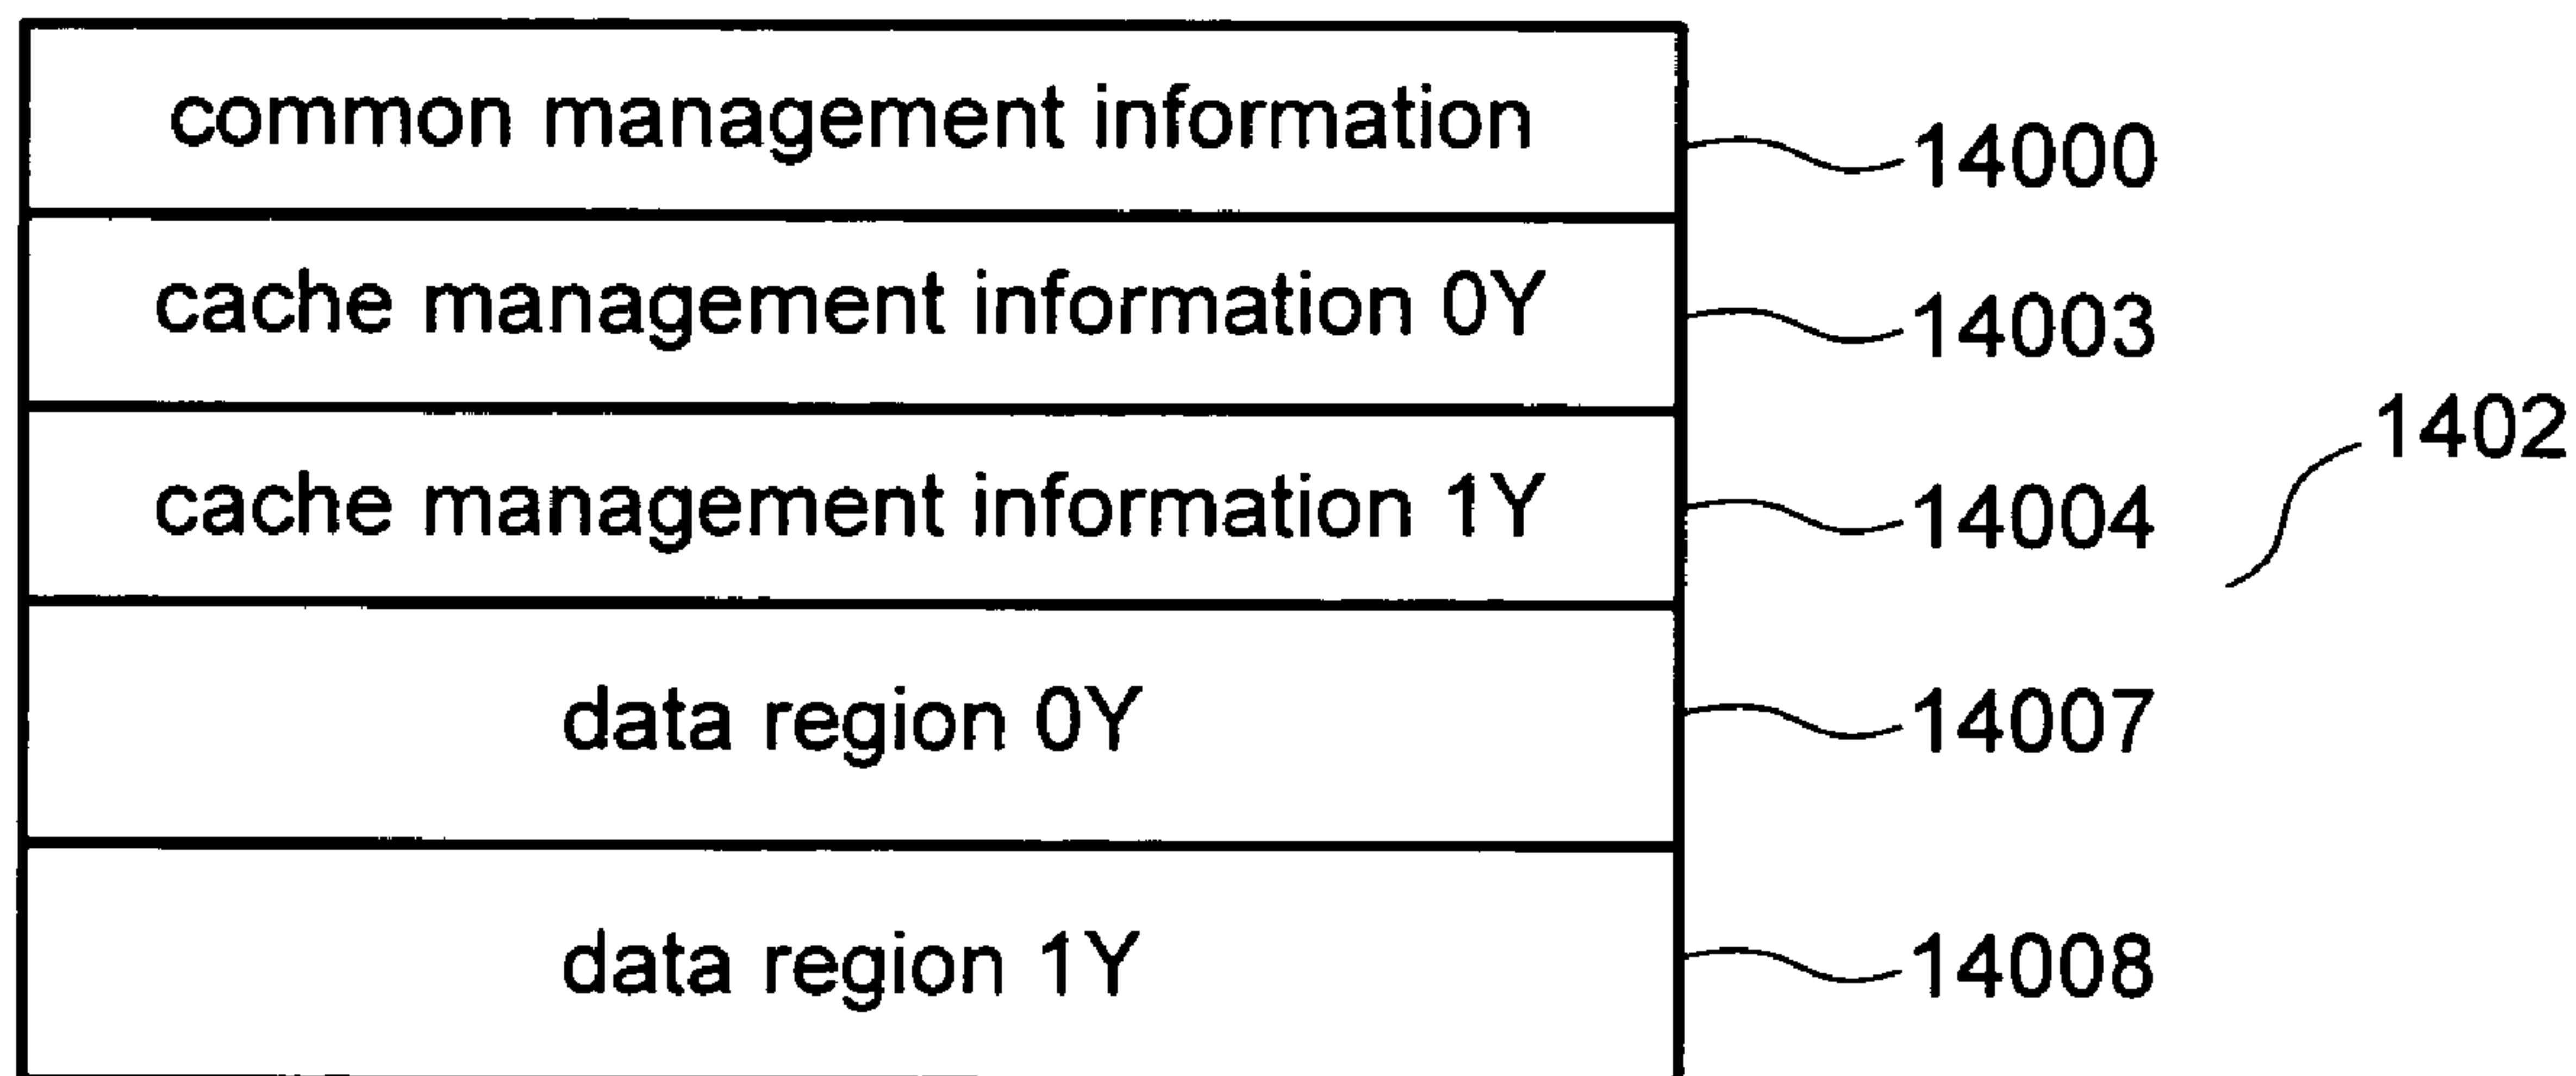 common management information 14000
cache management information 0Y 14003
1402
cache management information 1Y 14004
data region 0Y 14007
data region 1Y 14008